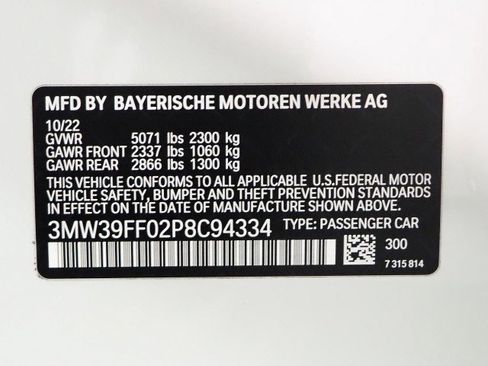 MFD BY BAYERISCHE MOTOREN WERKE AG
10/22
GVWR 5071 lbs 2300 kg
GAWR FRONT 2337 lbs 1060 kg
GAWR REAR 2866 lbs 1300 kg
THIS VEHICLE CONFORMS TO ALL APPLICABLE U.S.FEDERAL MOTOR
VEHICLE SAFETY, BUMPER AND THEFT PREVENTION STANDARDS
IN EFFECT ON THE DATE OF MANUFACTURE SHOWN ABOVE.
3MW39FF02P8C94334 TYPE: PASSENGER CAR
300
7 315 814